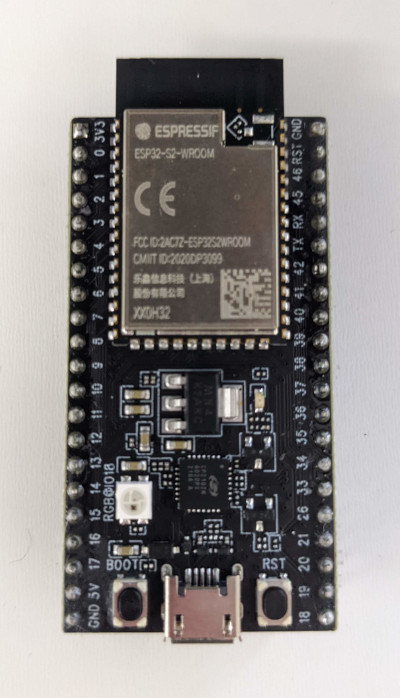 ESPRESSIF
ESP32-S2-WROOM
CE
FCC ID:2AC7Z-ESP32S2WROOM
CMIIT ID:2020DP3099
乐鑫信息科技（上海）
股份有限公司
XX0H32
3V3
0
1
2
3
4
5
6
7
8
9
10
11
12
13
14
15
16
17
5V
GND
GND
RST
46
45
RX
TX
42
41
40
39
38
37
36
35
34
33
26
21
20
19
18
RGB@IO18
BOOT
RST